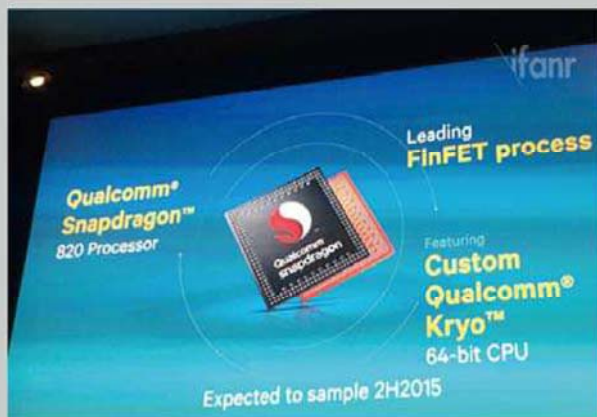 ifanr
Leading
FinFET process
Qualcomm®
Snapdragon™
820 Processor
Qualcomm
snapdragon
Featuring
Custom
Qualcomm®
Kryo™
64-bit CPU
Expected to sample 2H2015